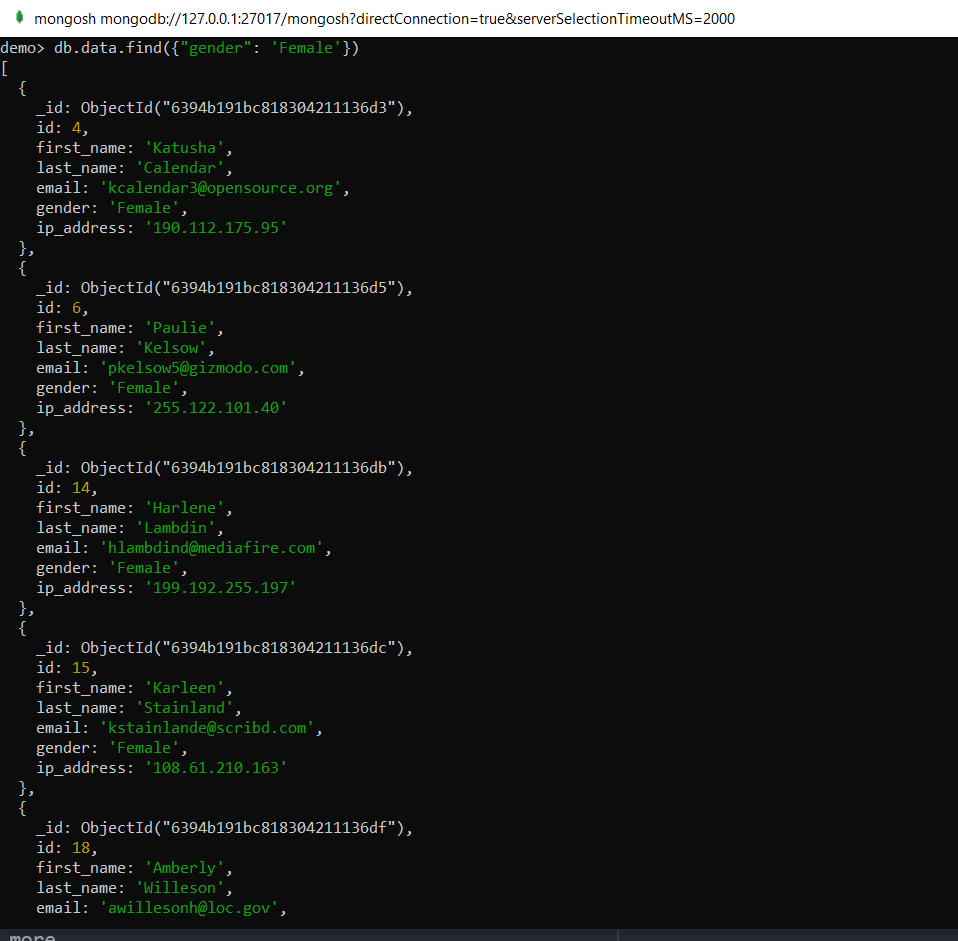 mongosh mongodb://127.0.0.1:27017/mongosh?directConnection=true&serverSelectionTimeoutMS=2000
demo> db.data.find({"gender": 'Female'})
[
  {
    _id: ObjectId("6394b191bc818304211136d3"),
    id: 4,
    first_name: 'Katusha',
    last_name: 'Calendar',
    email: 'kcalendar3@opensource.org',
    gender: 'Female',
    ip_address: '190.112.175.95'
  },
  {
    _id: ObjectId("6394b191bc818304211136d5"),
    id: 6,
    first_name: 'Paulie',
    last_name: 'Kelsow',
    email: 'pkelsow5@gizmodo.com',
    gender: 'Female',
    ip_address: '255.122.101.40'
  },
  {
    _id: ObjectId("6394b191bc818304211136db"),
    id: 14,
    first_name: 'Harlene',
    last_name: 'Lambdin',
    email: 'hlambdind@mediafire.com',
    gender: 'Female',
    ip_address: '199.192.255.197'
  },
  {
    _id: ObjectId("6394b191bc818304211136dc"),
    id: 15,
    first_name: 'Karleen',
    last_name: 'Stainland',
    email: 'kstainlande@scribd.com',
    gender: 'Female',
    ip_address: '108.61.210.163'
  },
  {
    _id: ObjectId("6394b191bc818304211136df"),
    id: 18,
    first_name: 'Amberly',
    last_name: 'Willeson',
    email: 'awillesonh@loc.gov',
more